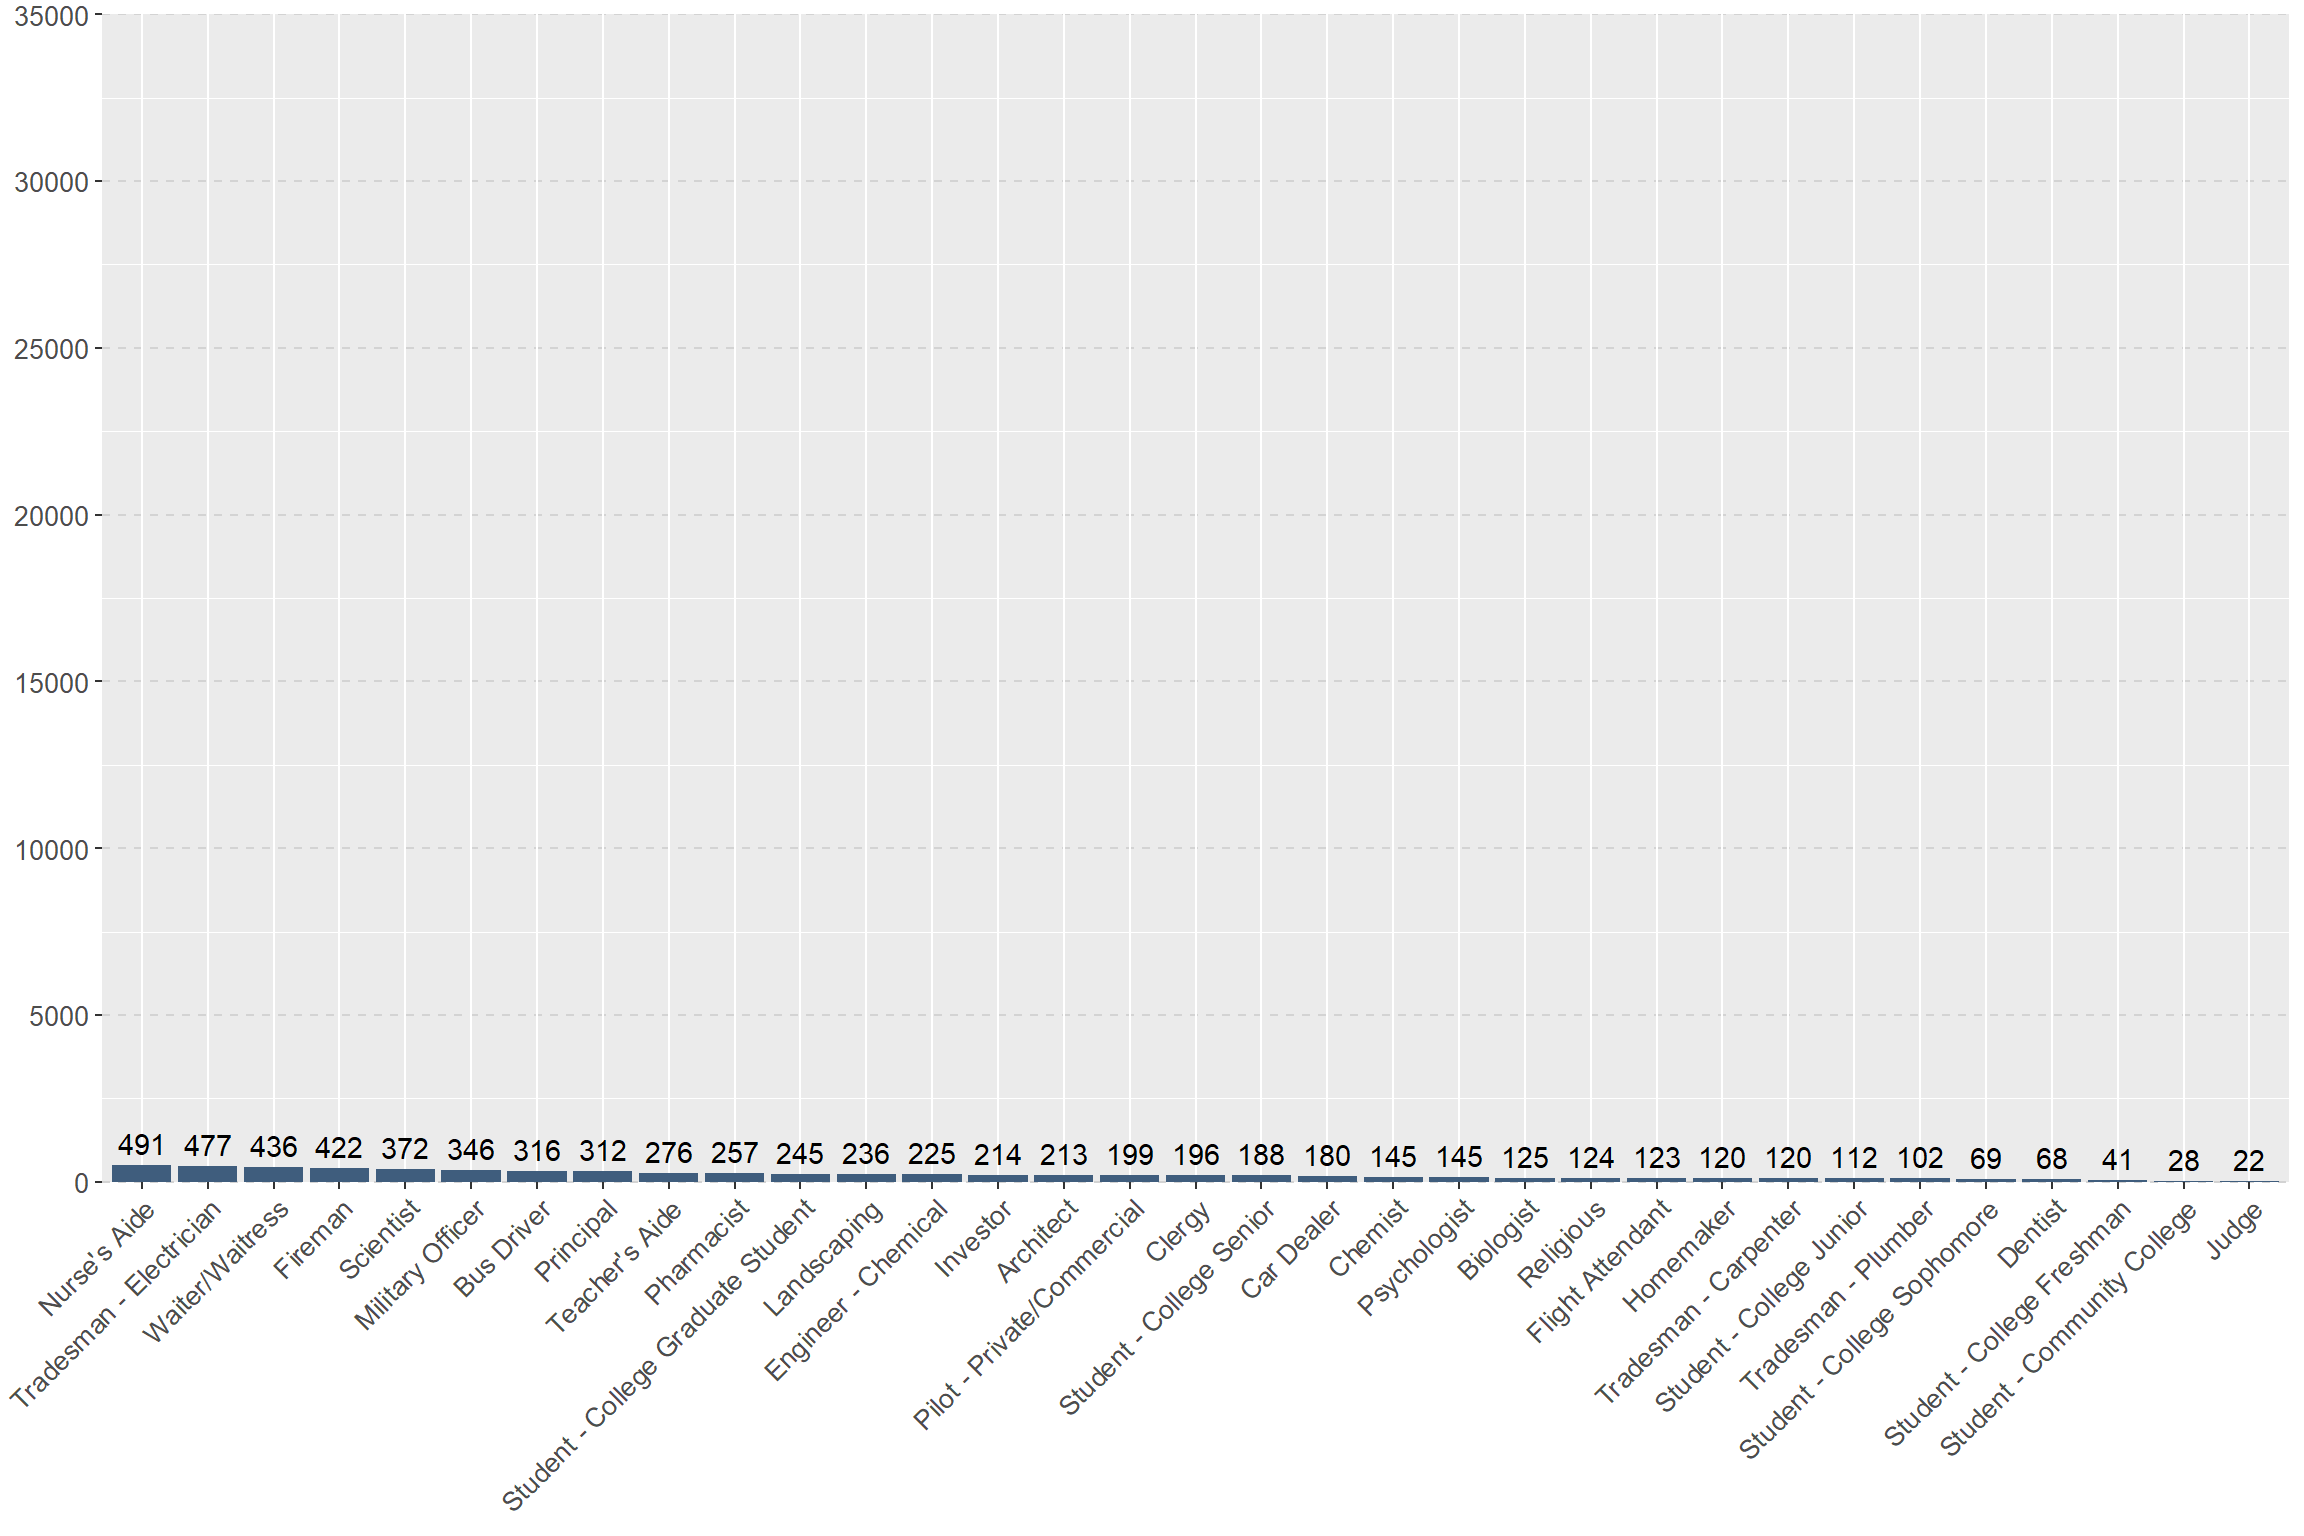 35000
30000
25000
20000
15000
10000
5000
0
491 477 436 422 372 346 316 312 276 257 245 236 225 214 213 199 196 188 180 145 145 125 124 123 120 120 112 102 69 68 41 28 22
Nurse's Aide
Tradesman - Electrician
Waiter/Waitress
Fireman
Scientist
Military Officer
Bus Driver
Principal
Teacher's Aide
Pharmacist
Student - College Graduate Student
Landscaping
Engineer - Chemical
Investor
Architect
Pilot - Private/Commercial
Clergy
Student - College Senior
Car Dealer
Chemist
Psychologist
Biologist
Religious
Flight Attendant
Homemaker
Tradesman - Carpenter
Student - College Junior
Tradesman - Plumber
Student - College Sophomore
Dentist
Student - College Freshman
Student - Community College
Judge